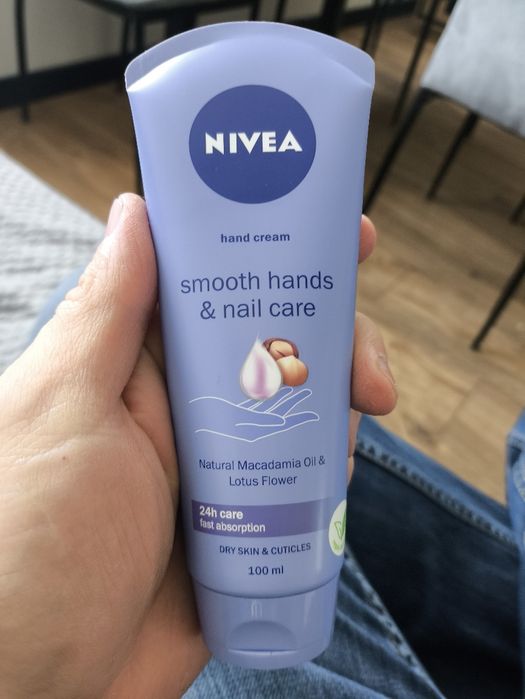 NIVEA
hand cream
smooth hands
& nail care
Natural Macadamia Oil &
Lotus Flower
24h care
fast absorption
DRY SKIN & CUTICLES
100 ml